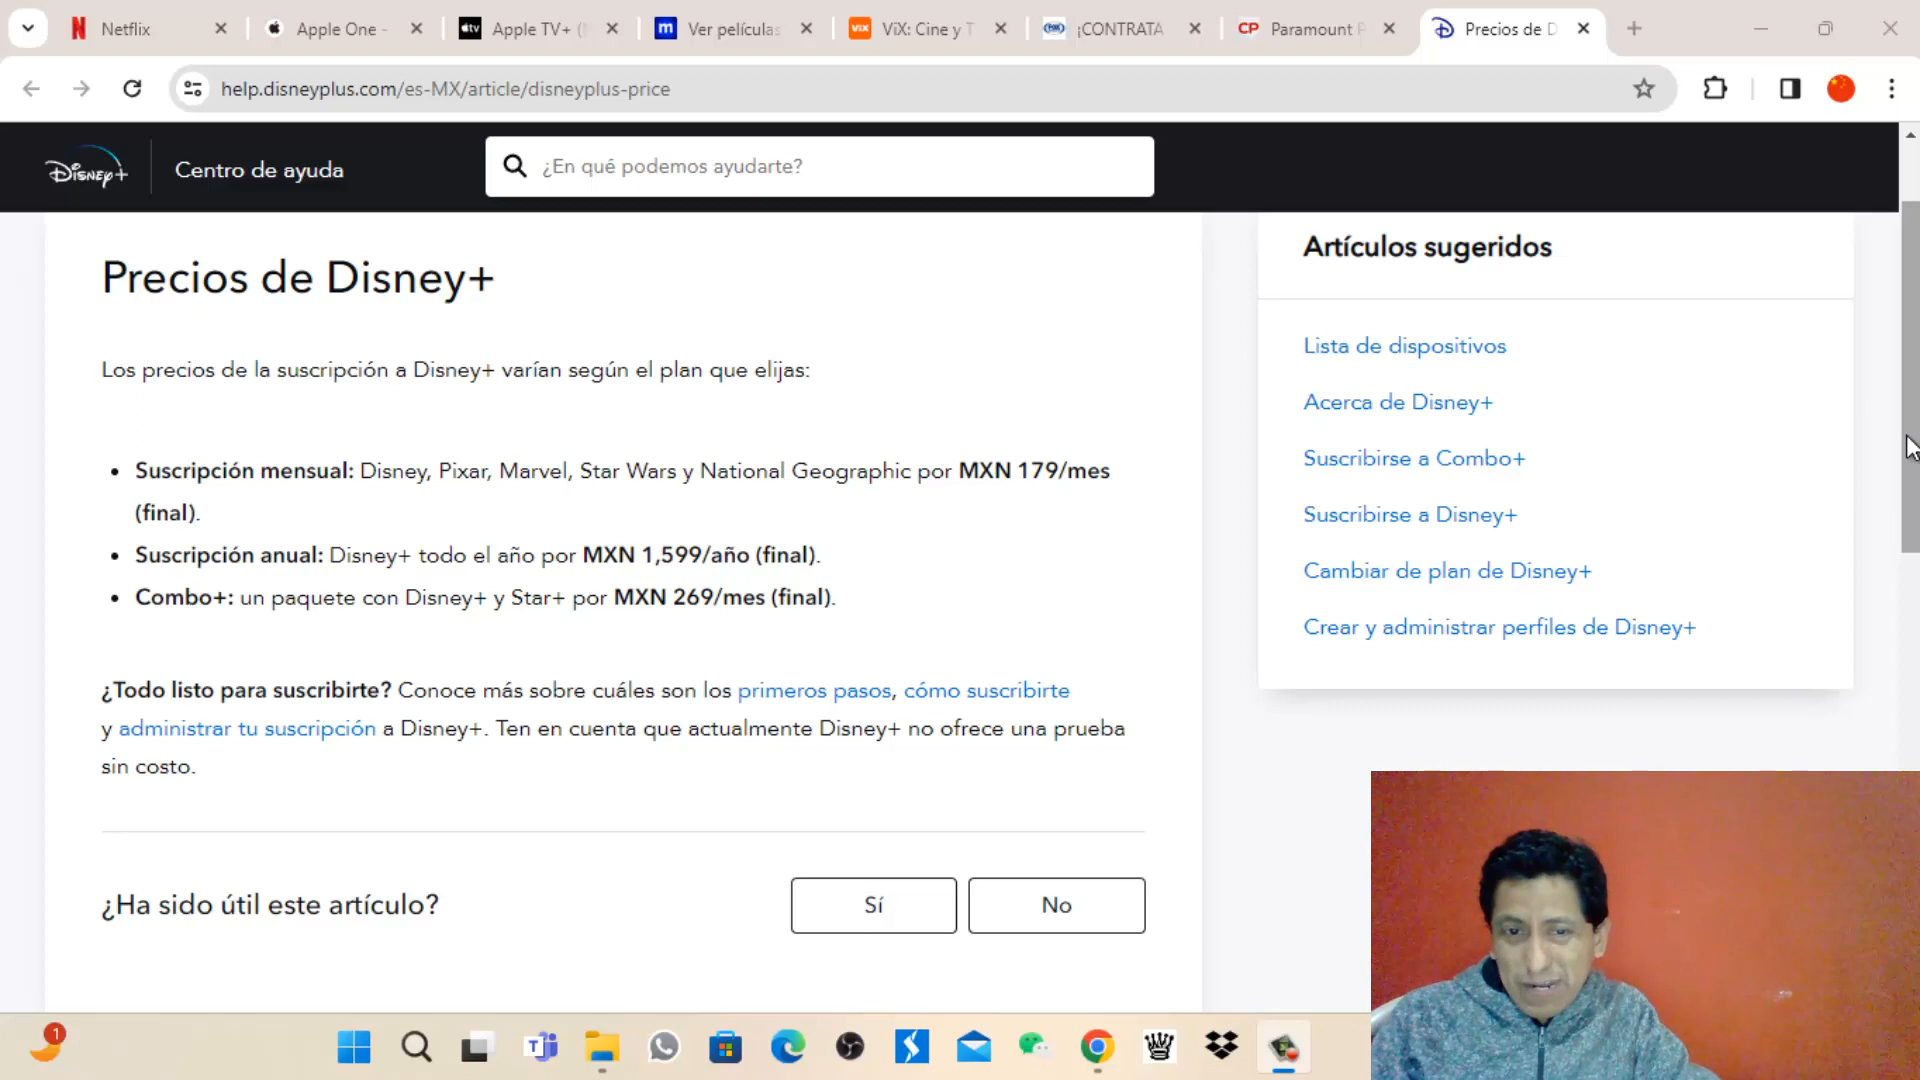 Netflix
Apple One -
Apple TV+ (
Ver películas
ViX: Cine y T
¡CONTRATA
Paramount
Precios de D
help.disneyplus.com/es-MX/article/disneyplus-price
Disney+
Centro de ayuda
¿En qué podemos ayudarte?
Precios de Disney+
Los precios de la suscripción a Disney+ varían según el plan que elijas:
• Suscripción mensual: Disney, Pixar, Marvel, Star Wars y National Geographic por MXN 179/mes
(final).
• Suscripción anual: Disney+ todo el año por MXN 1,599/año (final).
• Combo+: un paquete con Disney+ y Star+ por MXN 269/mes (final).
¿Todo listo para suscribirte? Conoce más sobre cuáles son los primeros pasos, cómo suscribirte
y administrar tu suscripción a Disney+. Ten en cuenta que actualmente Disney+ no ofrece una prueba
sin costo.
¿Ha sido útil este artículo?
Sí
No
Artículos sugeridos
Lista de dispositivos
Acerca de Disney+
Suscribirse a Combo+
Suscribirse a Disney+
Cambiar de plan de Disney+
Crear y administrar perfiles de Disney+
1